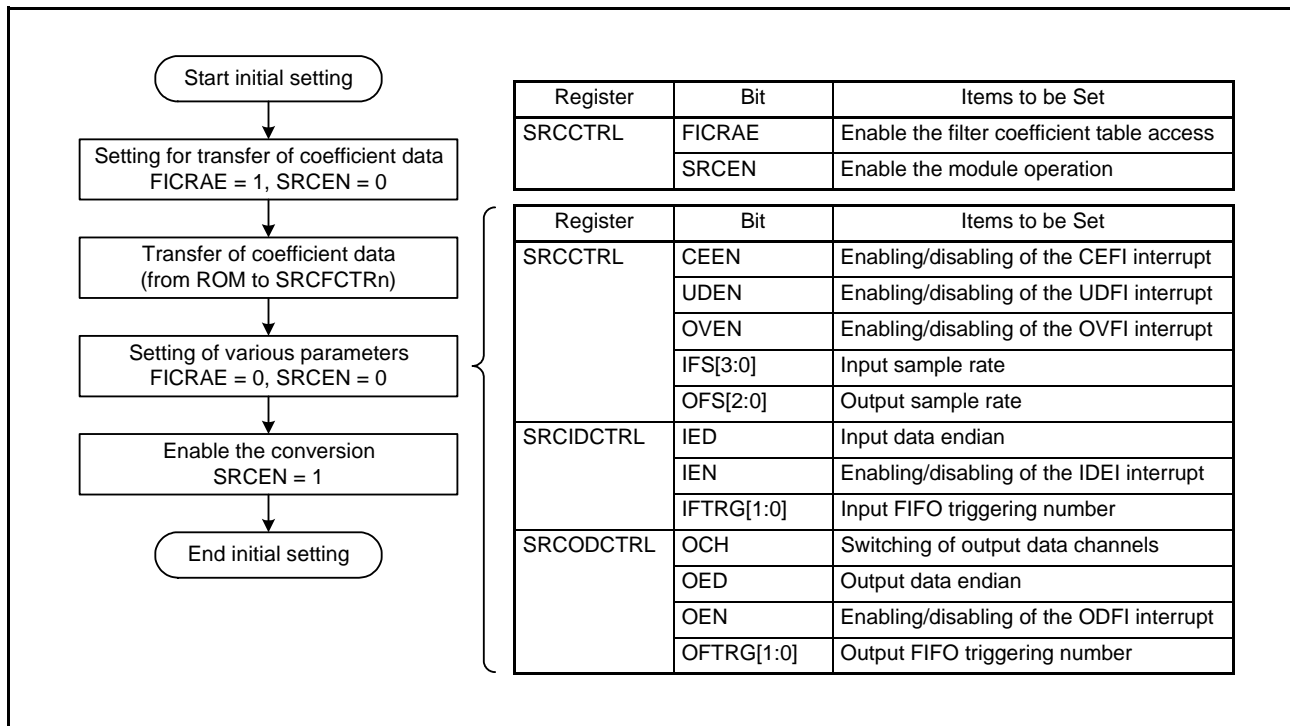 Start initial setting
Setting for transfer of coefficient data
FICRAE = 1, SRCEN = 0
Transfer of coefficient data
(from ROM to SRCFCTRn)
Setting of various parameters
FICRAE = 0, SRCEN = 0
Enable the conversion
SRCEN = 1
End initial setting
Register Bit Items to be Set
SRCCTRL FICRAE Enable the filter coefficient table access
SRCEN Enable the module operation
Register Bit Items to be Set
SRCCTRL CEEN Enabling/disabling of the CEFI interrupt
UDEN Enabling/disabling of the UDFI interrupt
OVEN Enabling/disabling of the OVFI interrupt
IFS[3:0] Input sample rate
OFS[2:0] Output sample rate
SRCIDCTRL IED Input data endian
IEN Enabling/disabling of the IDEI interrupt
IFTRG[1:0] Input FIFO triggering number
SRCODCTRL OCH Switching of output data channels
OED Output data endian
OEN Enabling/disabling of the ODFI interrupt
OFTRG[1:0] Output FIFO triggering number